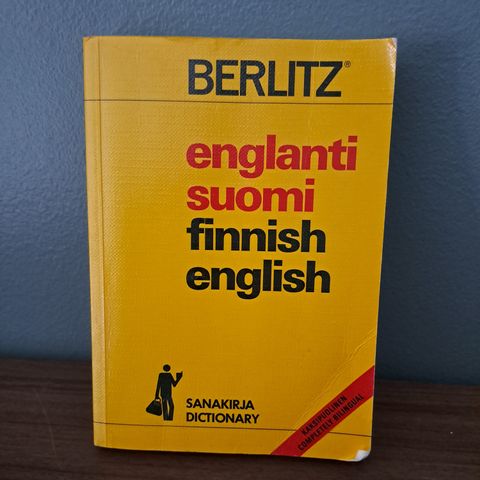 BERLITZ®
englanti
suomi
finnish
english
SANAKIRJA
DICTIONARY
KAKSIPUOLINEN
COMPLETELY BILINGUAL